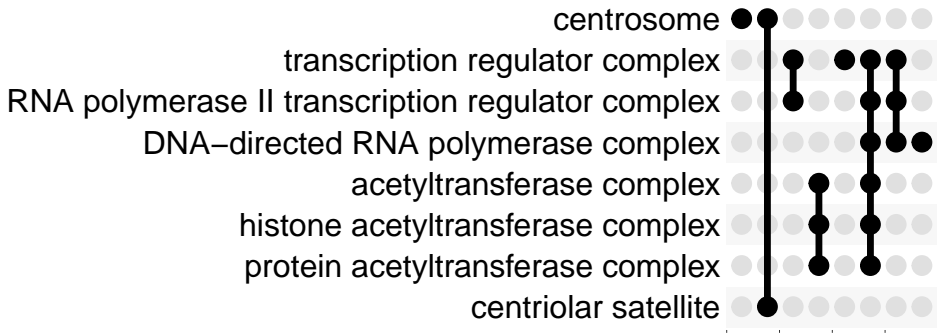 centrosome
transcription regulator complex
RNA polymerase II transcription regulator complex
DNA−directed RNA polymerase complex
acetyltransferase complex
histone acetyltransferase complex
protein acetyltransferase complex
centriolar satellite